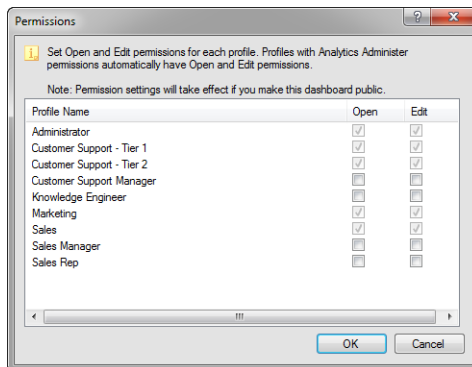 Permissions
Set Open and Edit permissions for each profile. Profiles with Analytics Administer
permissions automatically have Open and Edit permissions.
Note: Permission settings will take effect if you make this dashboard public.
Profile Name Open Edit
Administrator
Customer Support - Tier 1
Customer Support - Tier 2
Customer Support Manager
Knowledge Engineer
Marketing
Sales
Sales Manager
Sales Rep
OK Cancel